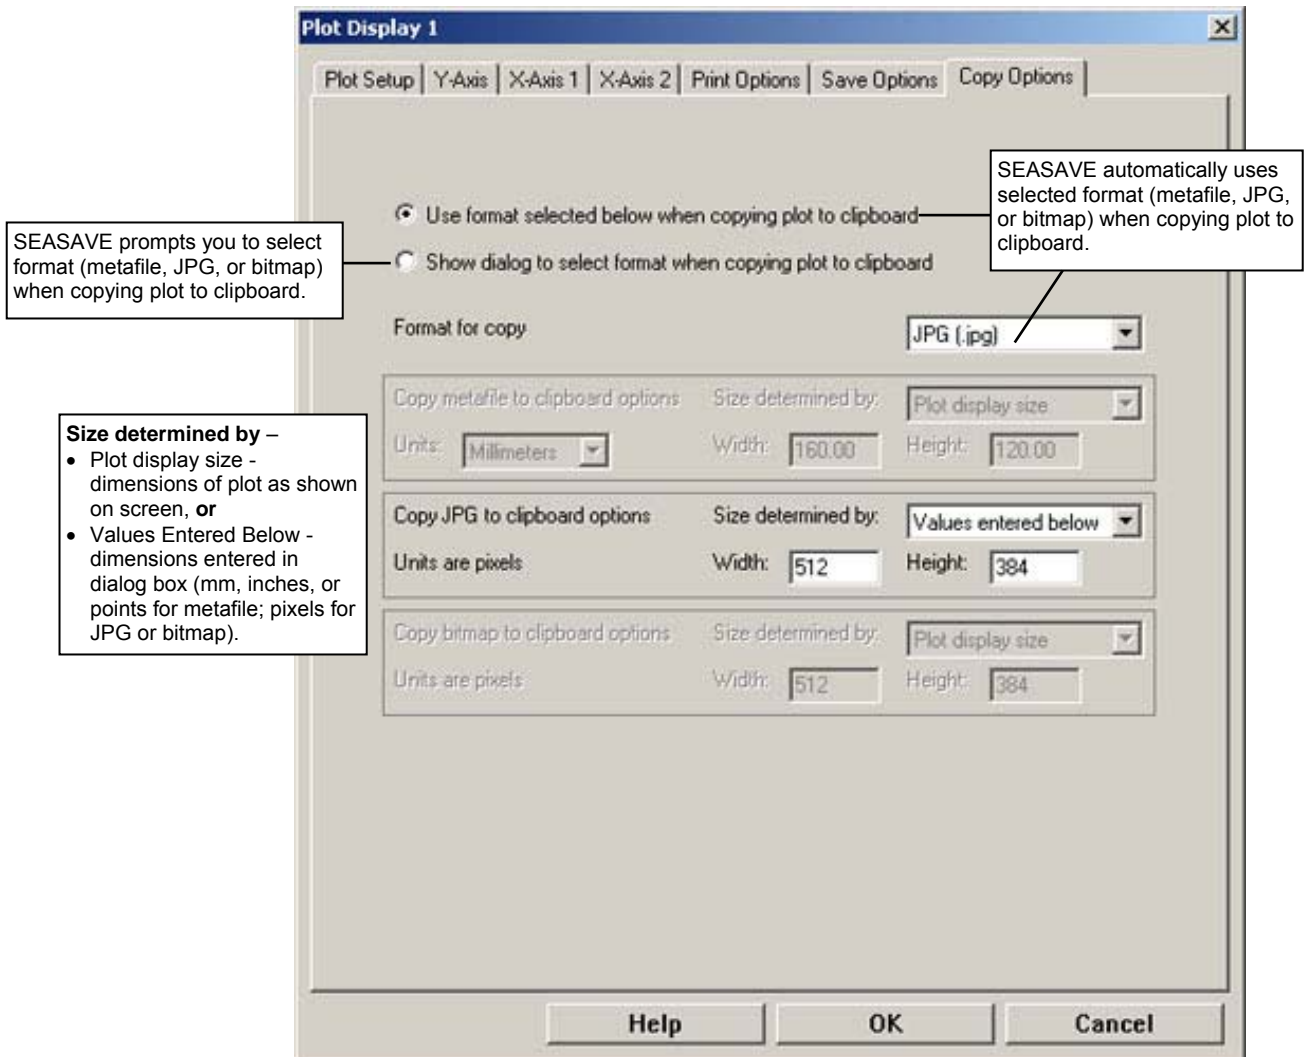 Plot Display 1
Plot Setup
Y-Axis
X-Axis 1
X-Axis 2
Print Options
Save Options
Copy Options
SEASAVE automatically uses
selected format (metafile, JPG,
or bitmap) when copying plot to
clipboard.
Use format selected below when copying plot to clipboard
SEASAVE prompts you to select
format (metafile, JPG, or bitmap)
when copying plot to clipboard.
Show dialog to select format when copying plot to clipboard
Format for copy
JPG (.jpg)
Copy metafile to clipboard options
Size determined by:
Plot display size
Units:
Millimeters
Width:
160.00
Height:
120.00
Size determined by –
• Plot display size -
dimensions of plot as shown
on screen, or
• Values Entered Below -
dimensions entered in
dialog box (mm, inches, or
points for metafile; pixels for
JPG or bitmap).
Copy JPG to clipboard options
Size determined by:
Values entered below
Units are pixels
Width:
512
Height:
384
Copy bitmap to clipboard options
Size determined by:
Plot display size
Units are pixels
Width:
512
Height:
384
Help
OK
Cancel